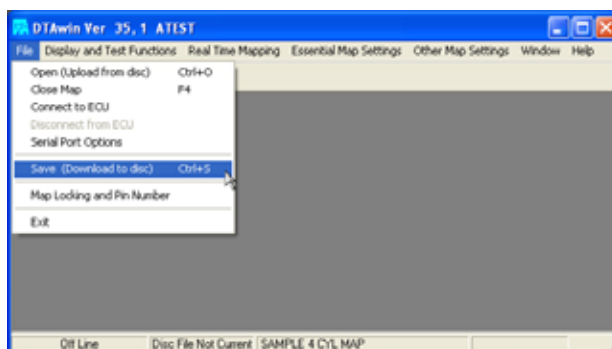 DTAwin Ver 35,1 ATEST
File Display and Test Functions Real Time Mapping Essential Map Settings Other Map Settings Window Help
Open (Upload from disc) Ctrl+O
Close Map F4
Connect to ECU
Disconnect from ECU
Serial Port Options
Save (Download to disc) Ctrl+S
Map Locking and Pin Number
Exit
Off Line Disc File Not Current SAMPLE 4 CYL MAP